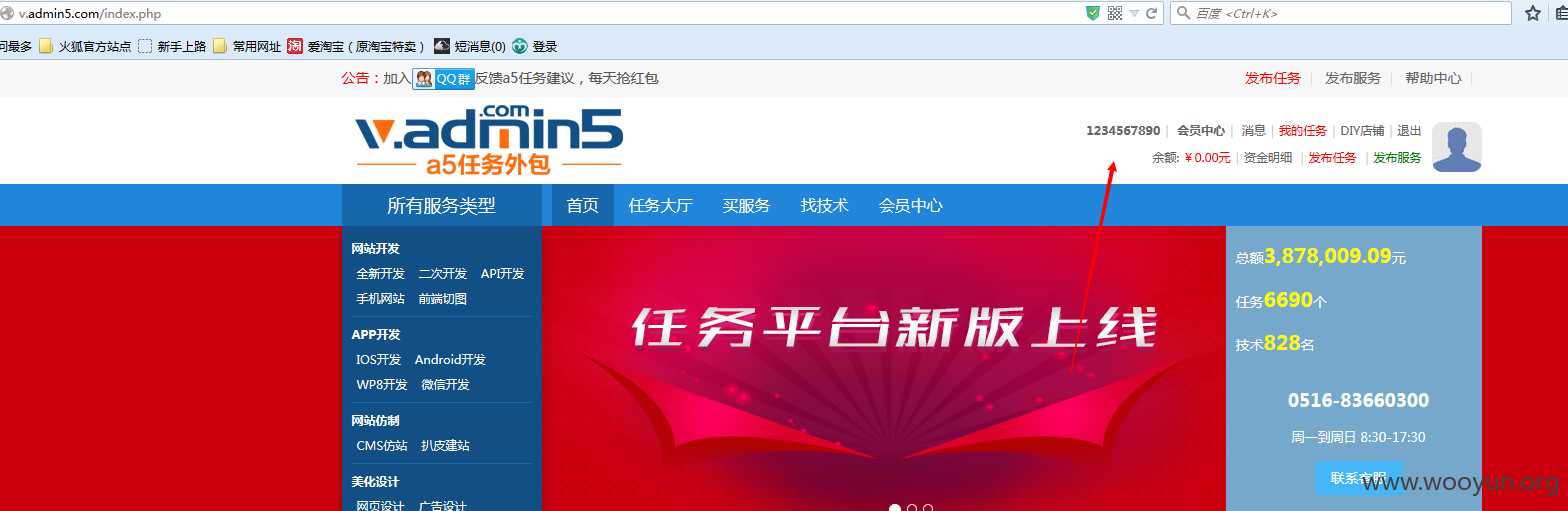 v.admin5.com/index.php
百度 <Ctrl+K>
问最多 火狐官方站点 新手上路 常用网址 淘 爱淘宝（原淘宝特卖） 短消息(0) 登录
公告：加入 QQ群 反馈a5任务建议，每天抢红包
发布任务 | 发布服务 | 帮助中心 |
v.admin5.com
a5任务外包
1234567890 | 会员中心 | 消息 | 我的任务 | DIY店铺 | 退出
余额: ￥0.00元 | 资金明细 | 发布任务 | 发布服务
所有服务类型 首页 任务大厅 买服务 找技术 会员中心
网站开发
全新开发 二次开发 API开发
手机网站 前端切图
APP开发
IOS开发 Android开发
WP8开发 微信开发
网站仿制
CMS仿站 扒皮建站
美化设计
网页设计 广告设计
任务平台新版上线
总额3,878,009.09元
任务6690个
技术828名
0516-83660300
周一到周日 8:30-17:30
联系客服
www.wooyun.org